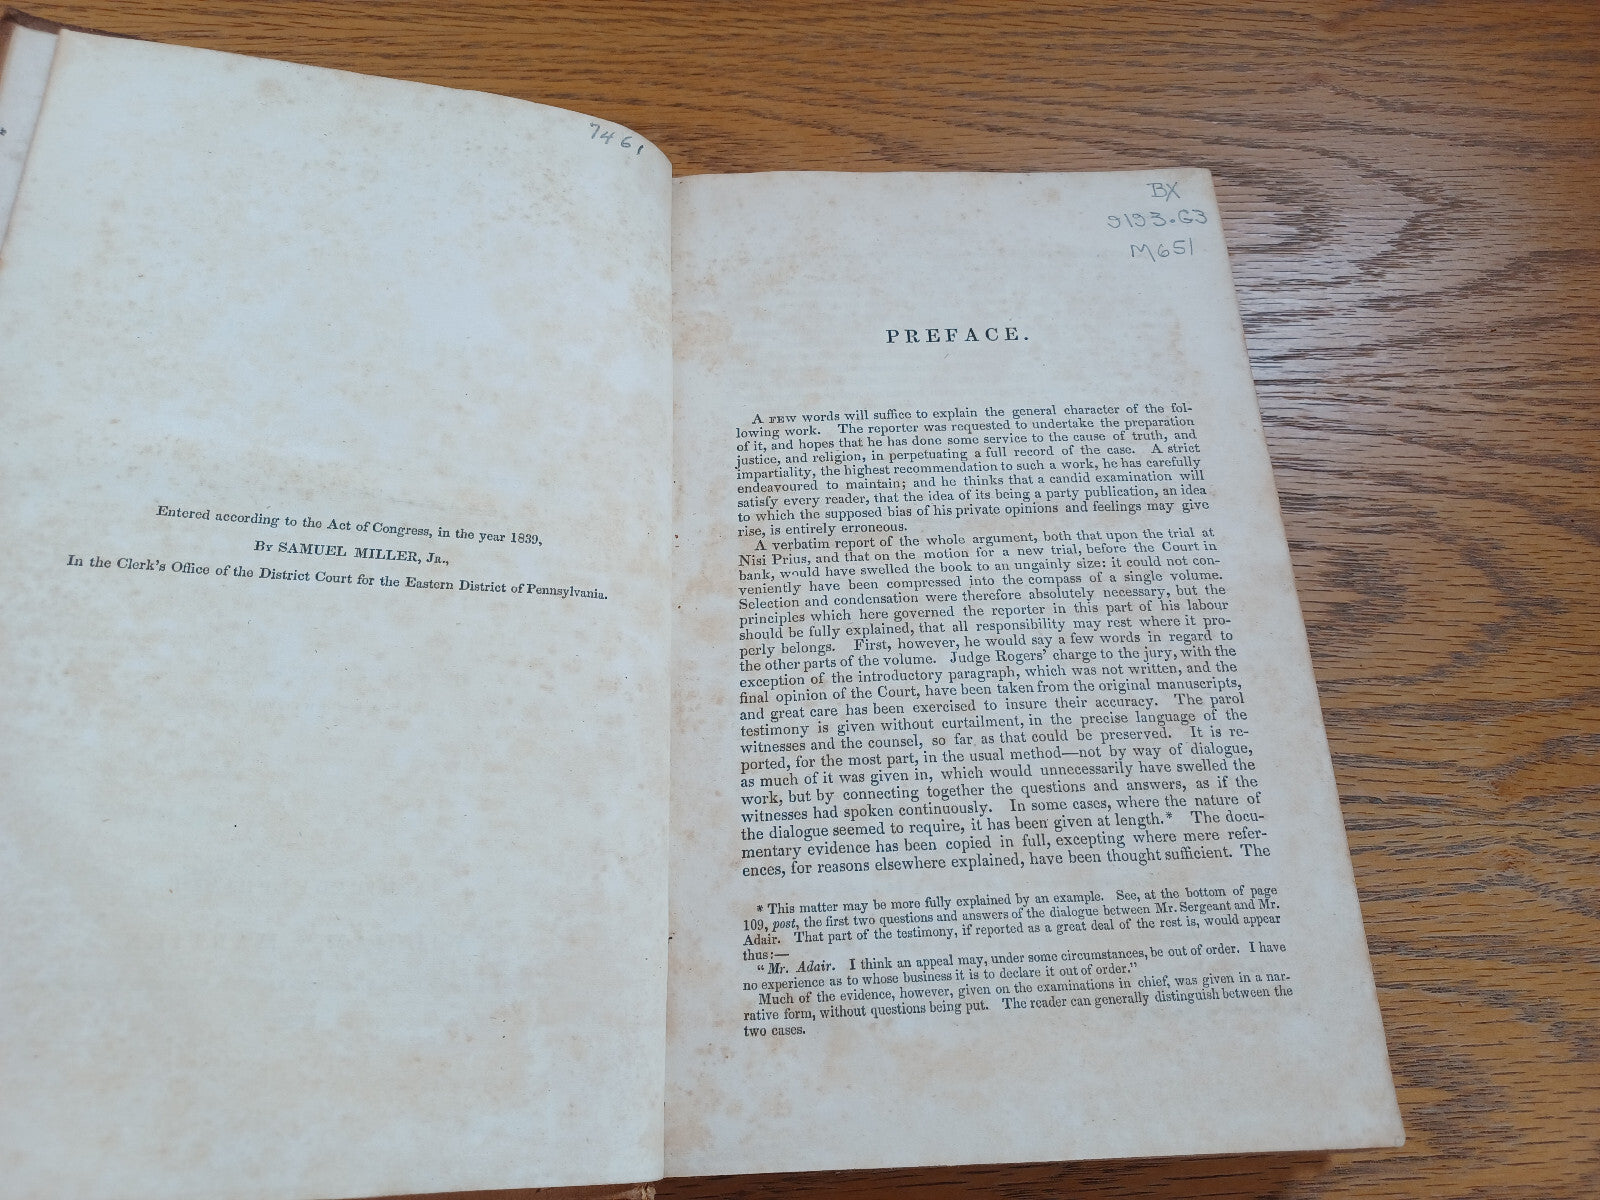 7461
Entered according to the Act of Congress, in the year 1839,
By SAMUEL MILLER, Jr.,
In the Clerk's Office of the District Court for the Eastern District of Pennsylvania.
BX
9193.G3
M651
PREFACE.
A FEW words will suffice to explain the general character of the fol-
lowing work. The reporter was requested to undertake the preparation
of it, and hopes that he has done some service to the cause of truth, and
justice, and religion, in perpetuating a full record of the case. A strict
impartiality, the highest recommendation to such a work, he has carefully
endeavoured to maintain; and he thinks that a candid examination will
satisfy every reader, that the idea of its being a party publication, an idea
to which the supposed bias of his private opinions and feelings may give
rise, is entirely erroneous.
A verbatim report of the whole argument, both that upon the trial at
Nisi Prius, and that on the motion for a new trial, before the Court in
bank, would have swelled the book to an ungainly size: it could not con-
veniently have been compressed into the compass of a single volume.
Selection and condensation were therefore absolutely necessary, but the
principles which here governed the reporter in this part of his labour
should be fully explained, that all responsibility may rest where it pro-
perly belongs. First, however, he would say a few words in regard to
the other parts of the volume. Judge Rogers' charge to the jury, with the
exception of the introductory paragraph, which was not written, and the
final opinion of the Court, have been taken from the original manuscripts,
and great care has been exercised to insure their accuracy. The parol
testimony is given without curtailment, in the precise language of the
witnesses and the counsel, so far as that could be preserved. It is re-
ported, for the most part, in the usual method—not by way of dialogue,
as much of it was given in, which would unnecessarily have swelled the
work, but by connecting together the questions and answers, as if the
witnesses had spoken continuously. In some cases, where the nature of
the dialogue seemed to require, it has been given at length.* The docu-
mentary evidence has been copied in full, excepting where mere refer-
ences, for reasons elsewhere explained, have been thought sufficient. The
* This matter may be more fully explained by an example. See, at the bottom of page
109, post, the first two questions and answers of the dialogue between Mr. Sergeant and Mr.
Adair. That part of the testimony, if reported as a great deal of the rest is, would appear
thus:—
"Mr. Adair. I think an appeal may, under some circumstances, be out of order. I have
no experience as to whose business it is to declare it out of order."
Much of the evidence, however, given on the examinations in chief, was given in a nar-
rative form, without questions being put. The reader can generally distinguish between the
two cases.